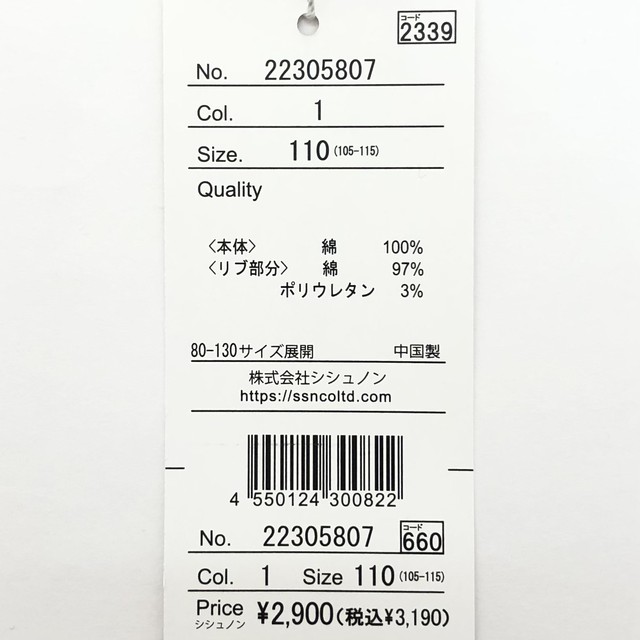 コード
2339
No. 22305807
Col. 1
Size. 110(105-115)
Quality
〈本体〉 綿 100%
〈リブ部分〉 綿 97%
ポリウレタン 3%
80-130サイズ展開 中国製
株式会社シシュノン
https://ssncoltd.com
4 550124 300822
No. 22305807 コード 660
Col. 1 Size 110(105-115)
Price シシュノン ¥2,900(税込¥3,190)